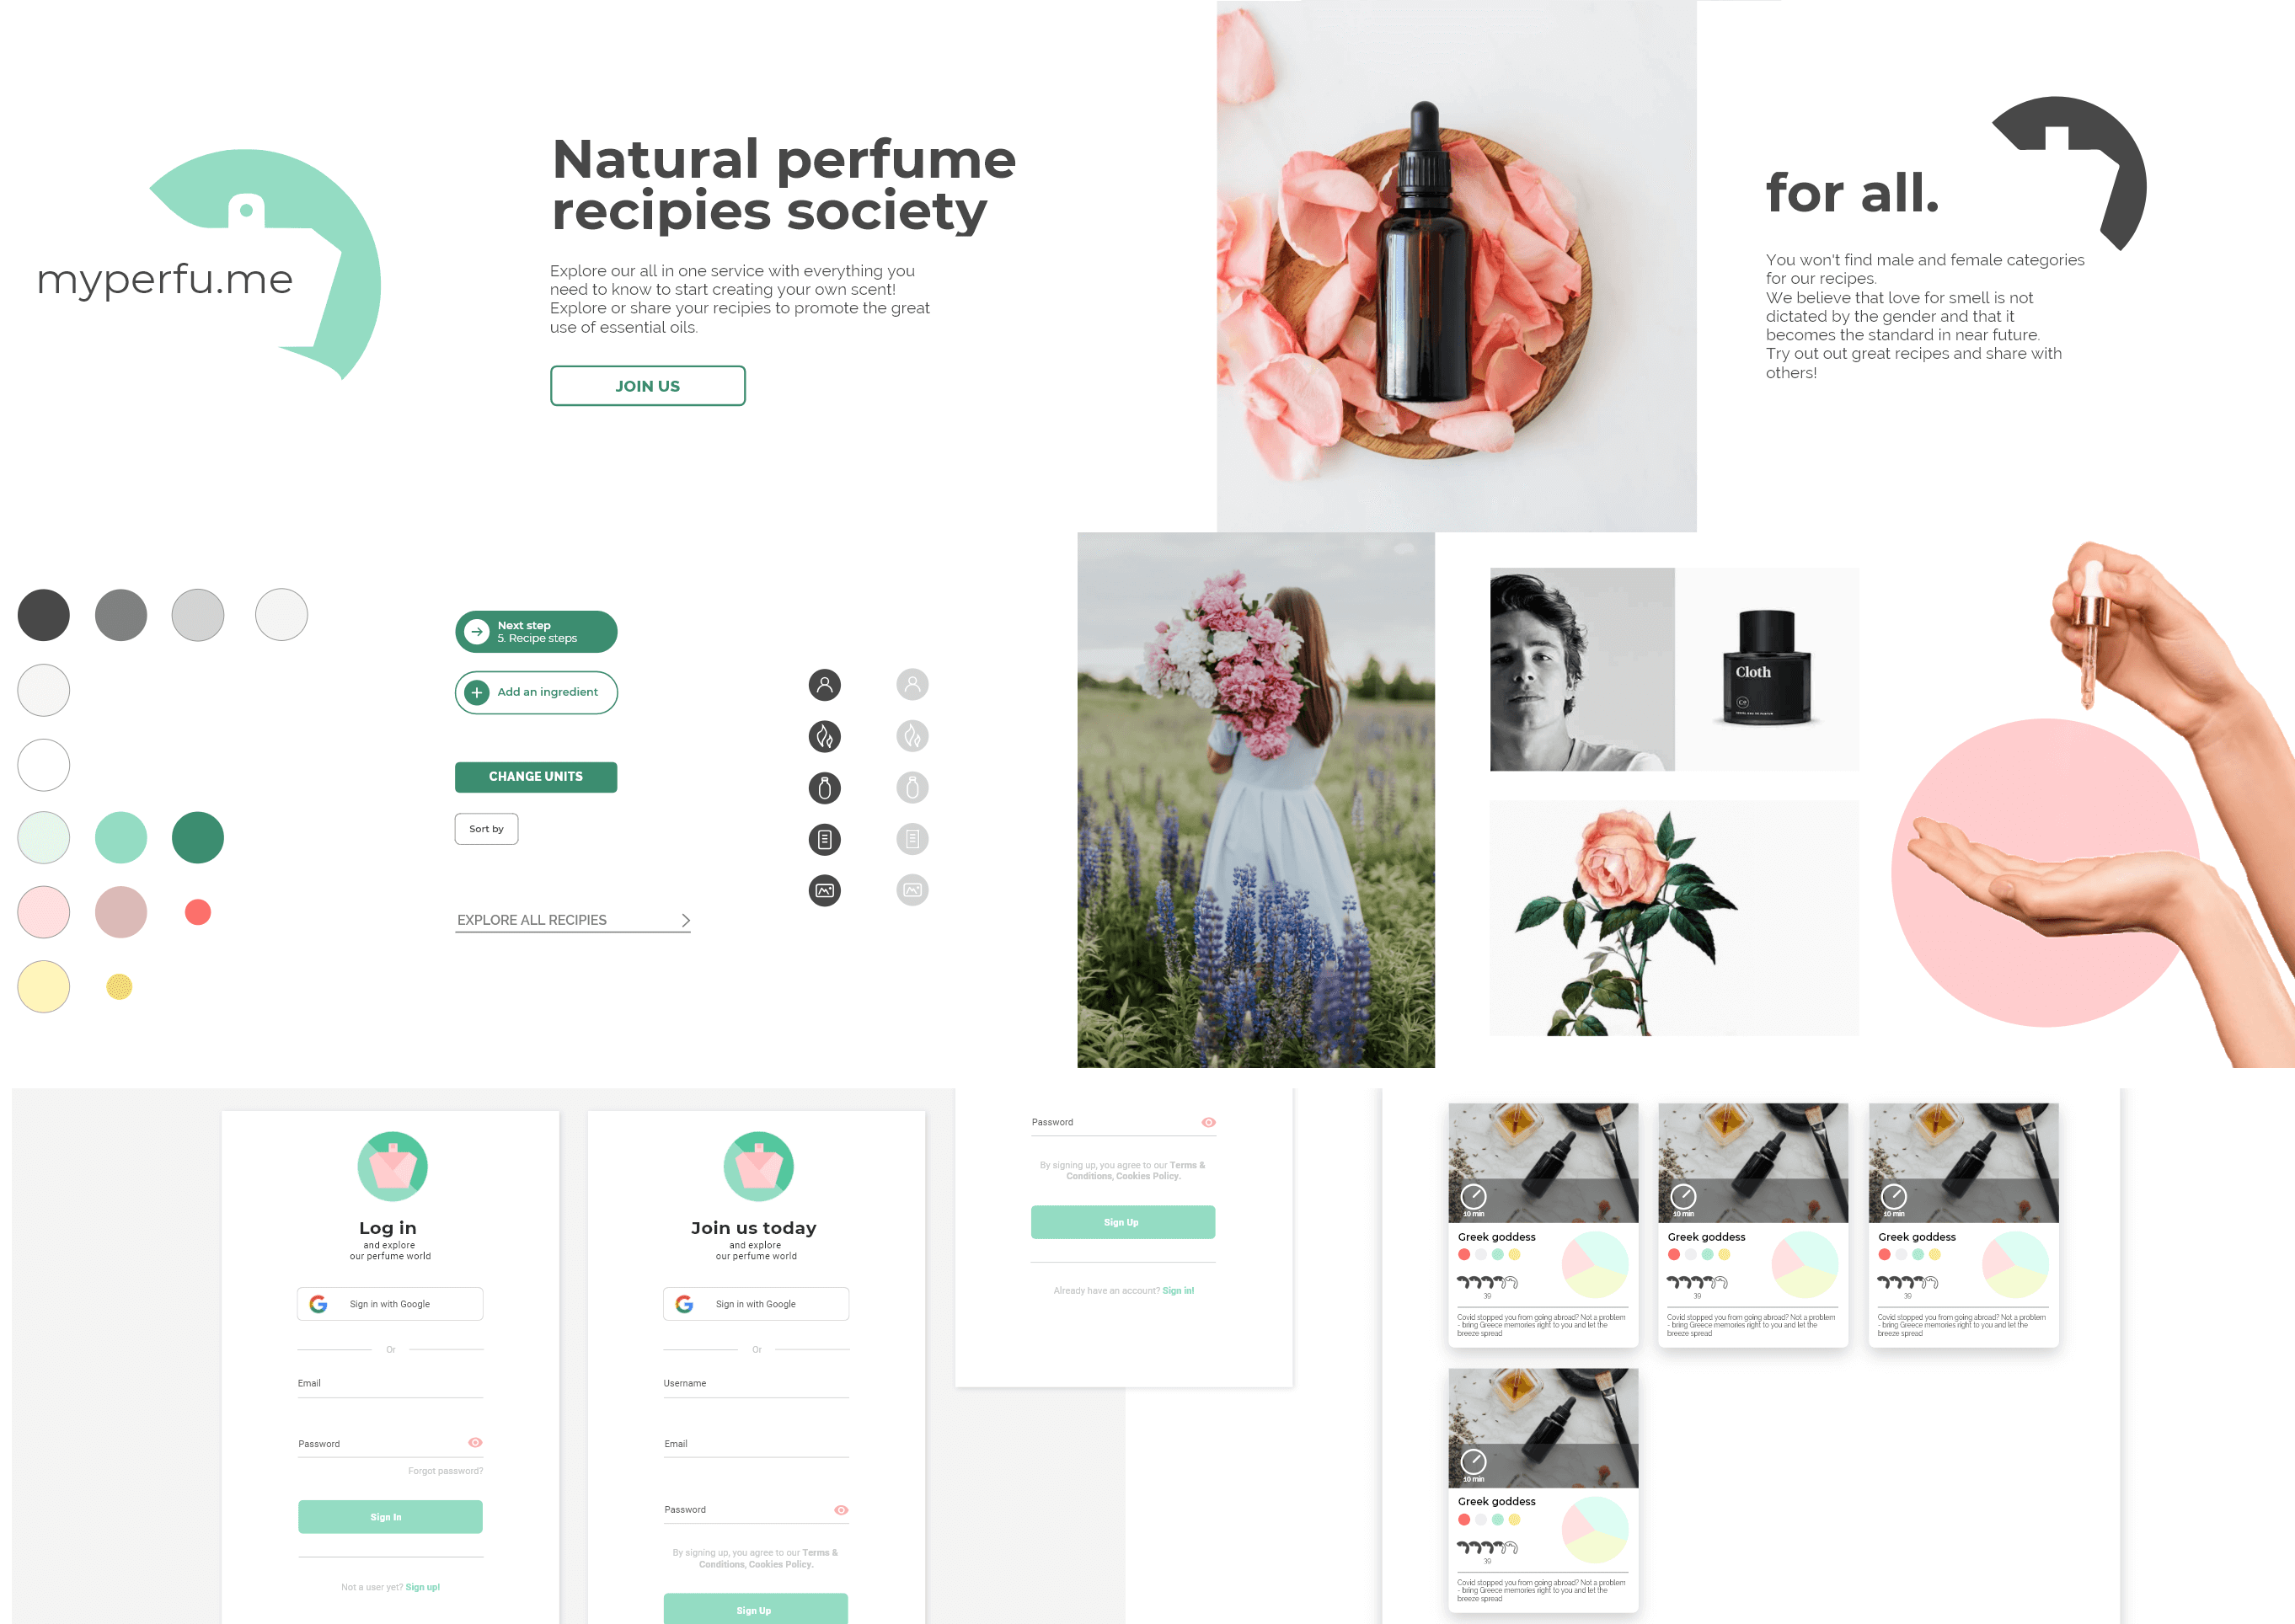 myperfu.me
Natural perfume
recipies society
Explore our all in one service with everything you
need to know to start creating your own scent!
Explore or share your recipies to promote the great
use of essential oils.
JOIN US
for all.
You won't find male and female categories
for our recipes.
We believe that love for smell is not
dictated by the gender and that it
becomes the standard in near future.
Try out out great recipes and share with
others!
Next step
5. Recipe steps
Add an ingredient
CHANGE UNITS
Sort by
EXPLORE ALL RECIPIES
Cloth
Log in
and explore
our perfume world
Sign in with Google
Or
Email
Password
Forgot password?
Sign In
Not a user yet? Sign up!
Join us today
and explore
our perfume world
Sign in with Google
Or
Username
Email
Password
By signing up, you agree to our Terms &
Conditions, Cookies Policy.
Sign Up
Password
By signing up, you agree to our Terms &
Conditions, Cookies Policy.
Sign Up
Already have an account? Sign in!
10 min
Greek goddess
39
Covid stopped you from going abroad? Not a problem
- bring Greece memories right to you and let the
breeze spread
10 min
Greek goddess
39
Covid stopped you from going abroad? Not a problem
- bring Greece memories right to you and let the
breeze spread
10 min
Greek goddess
39
Covid stopped you from going abroad? Not a problem
- bring Greece memories right to you and let the
breeze spread
10 min
Greek goddess
39
Covid stopped you from going abroad? Not a problem
- bring Greece memories right to you and let the
breeze spread